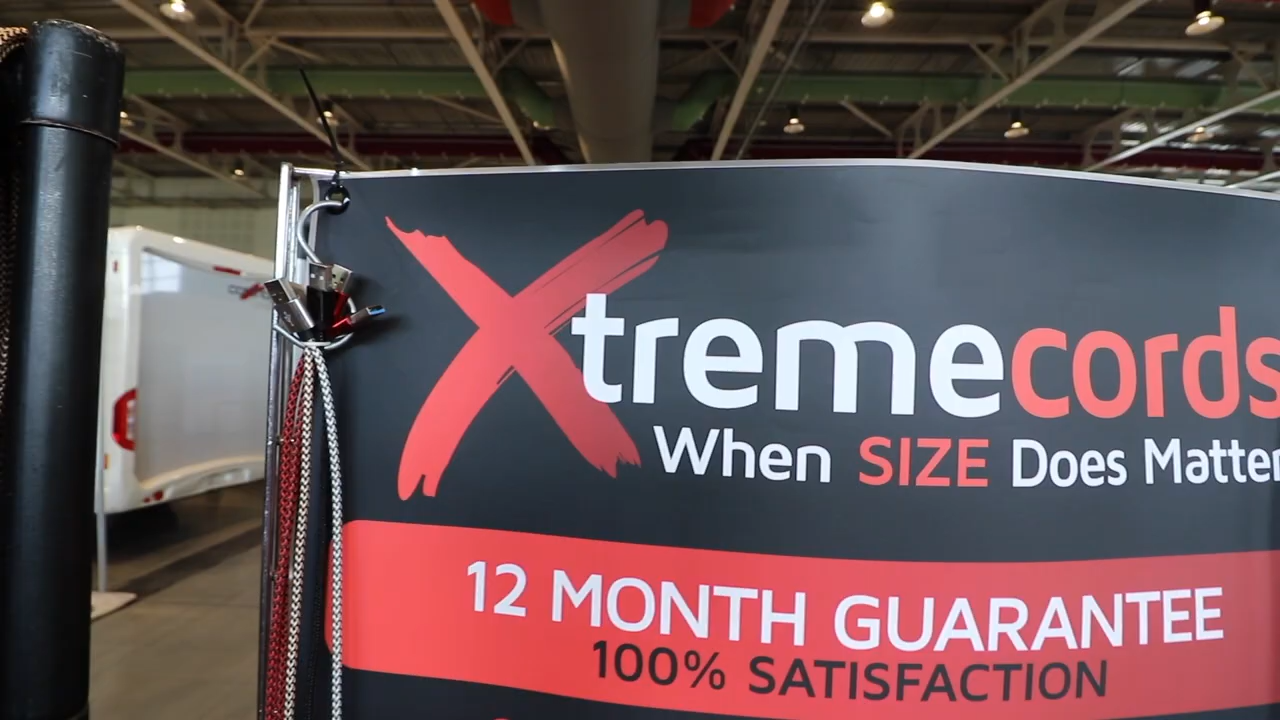 Xtremecords
When SIZE Does Matter
12 MONTH GUARANTEE
100% SATISFACTION